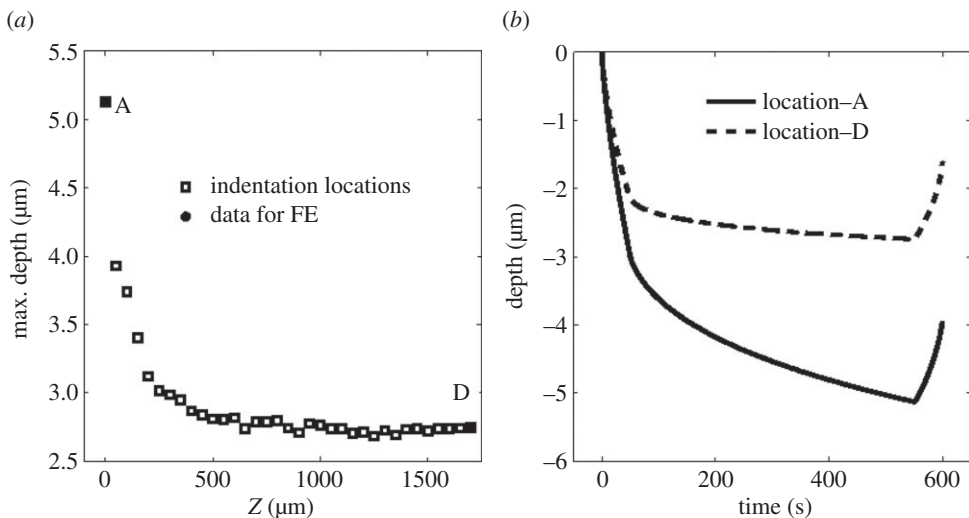 (a)
5.5
5.0
4.5
4.0
3.5
3.0
2.5
max. depth (μm)
A
indentation locations
data for FE
D
0
500
1000
1500
Z (μm)
(b)
0
−1
−2
−3
−4
−5
−6
depth (μm)
location–A
location–D
0
200
400
600
time (s)